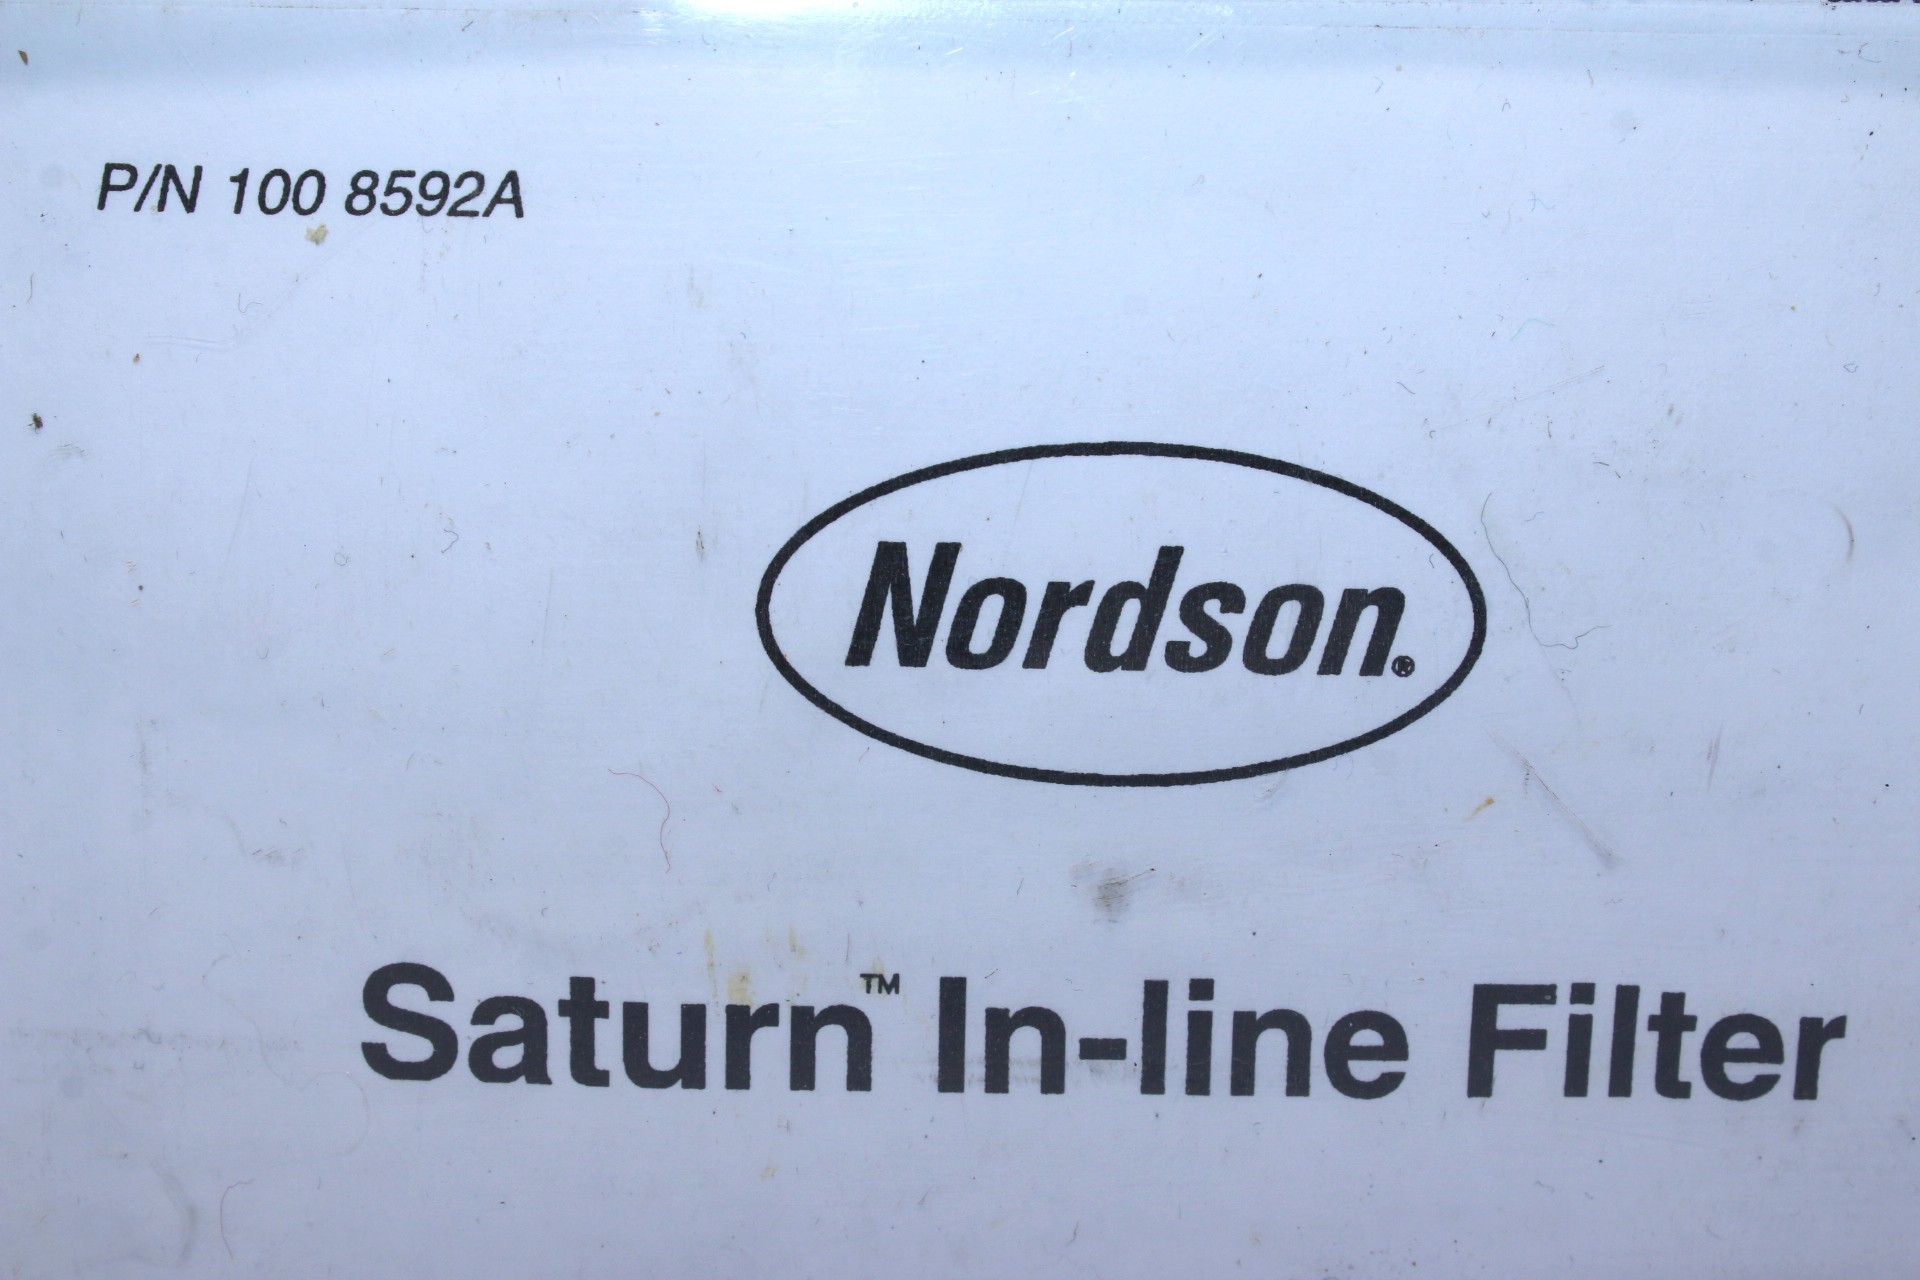 P/N 100 8592A
Nordson®
Saturn™ In-line Filter